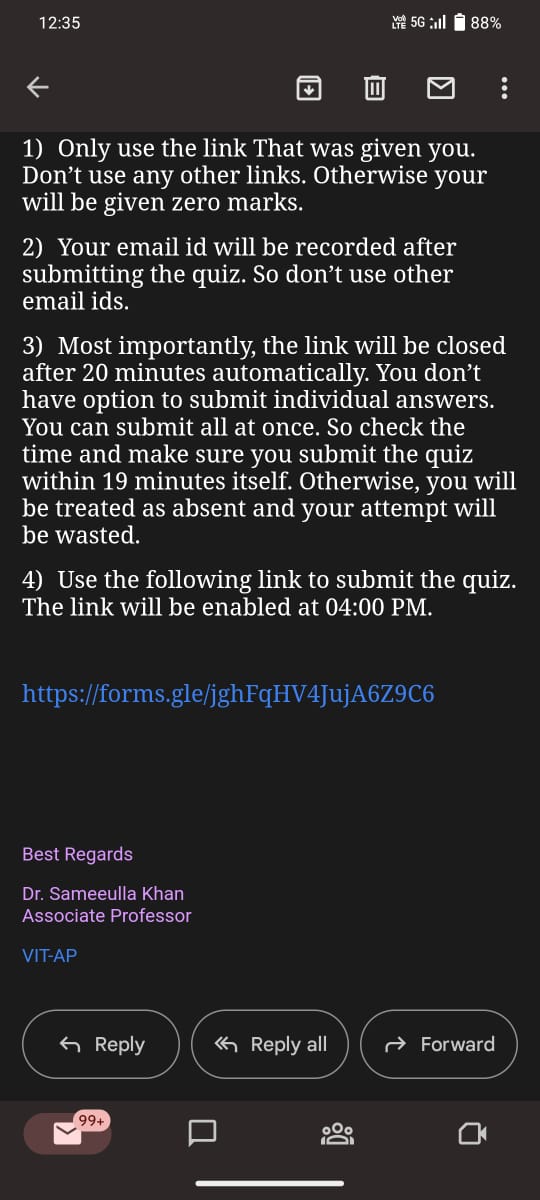 12:35
Vo) LTE 5G 88%
1) Only use the link That was given you.
Don’t use any other links. Otherwise your
will be given zero marks.
2) Your email id will be recorded after
submitting the quiz. So don’t use other
email ids.
3) Most importantly, the link will be closed
after 20 minutes automatically. You don’t
have option to submit individual answers.
You can submit all at once. So check the
time and make sure you submit the quiz
within 19 minutes itself. Otherwise, you will
be treated as absent and your attempt will
be wasted.
4) Use the following link to submit the quiz.
The link will be enabled at 04:00 PM.
https://forms.gle/jghFqHV4JujA6Z9C6
Best Regards
Dr. Sameeulla Khan
Associate Professor
VIT-AP
Reply Reply all Forward
99+